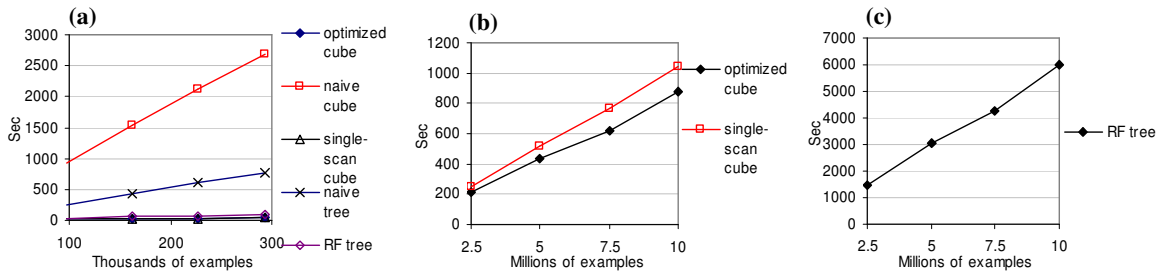 (a)
3000
2500
2000
1500
1000
500
0
Sec
100
200
300
Thousands of examples
optimized
cube
naive
cube
single-
scan cube
naive
tree
RF tree
(b)
1200
1000
800
600
400
200
0
Sec
2.5
5
7.5
10
Millions of examples
optimized
cube
single-
scan cube
(c)
7000
6000
5000
4000
3000
2000
1000
0
Sec
2.5
5
7.5
10
Millions of examples
RF tree